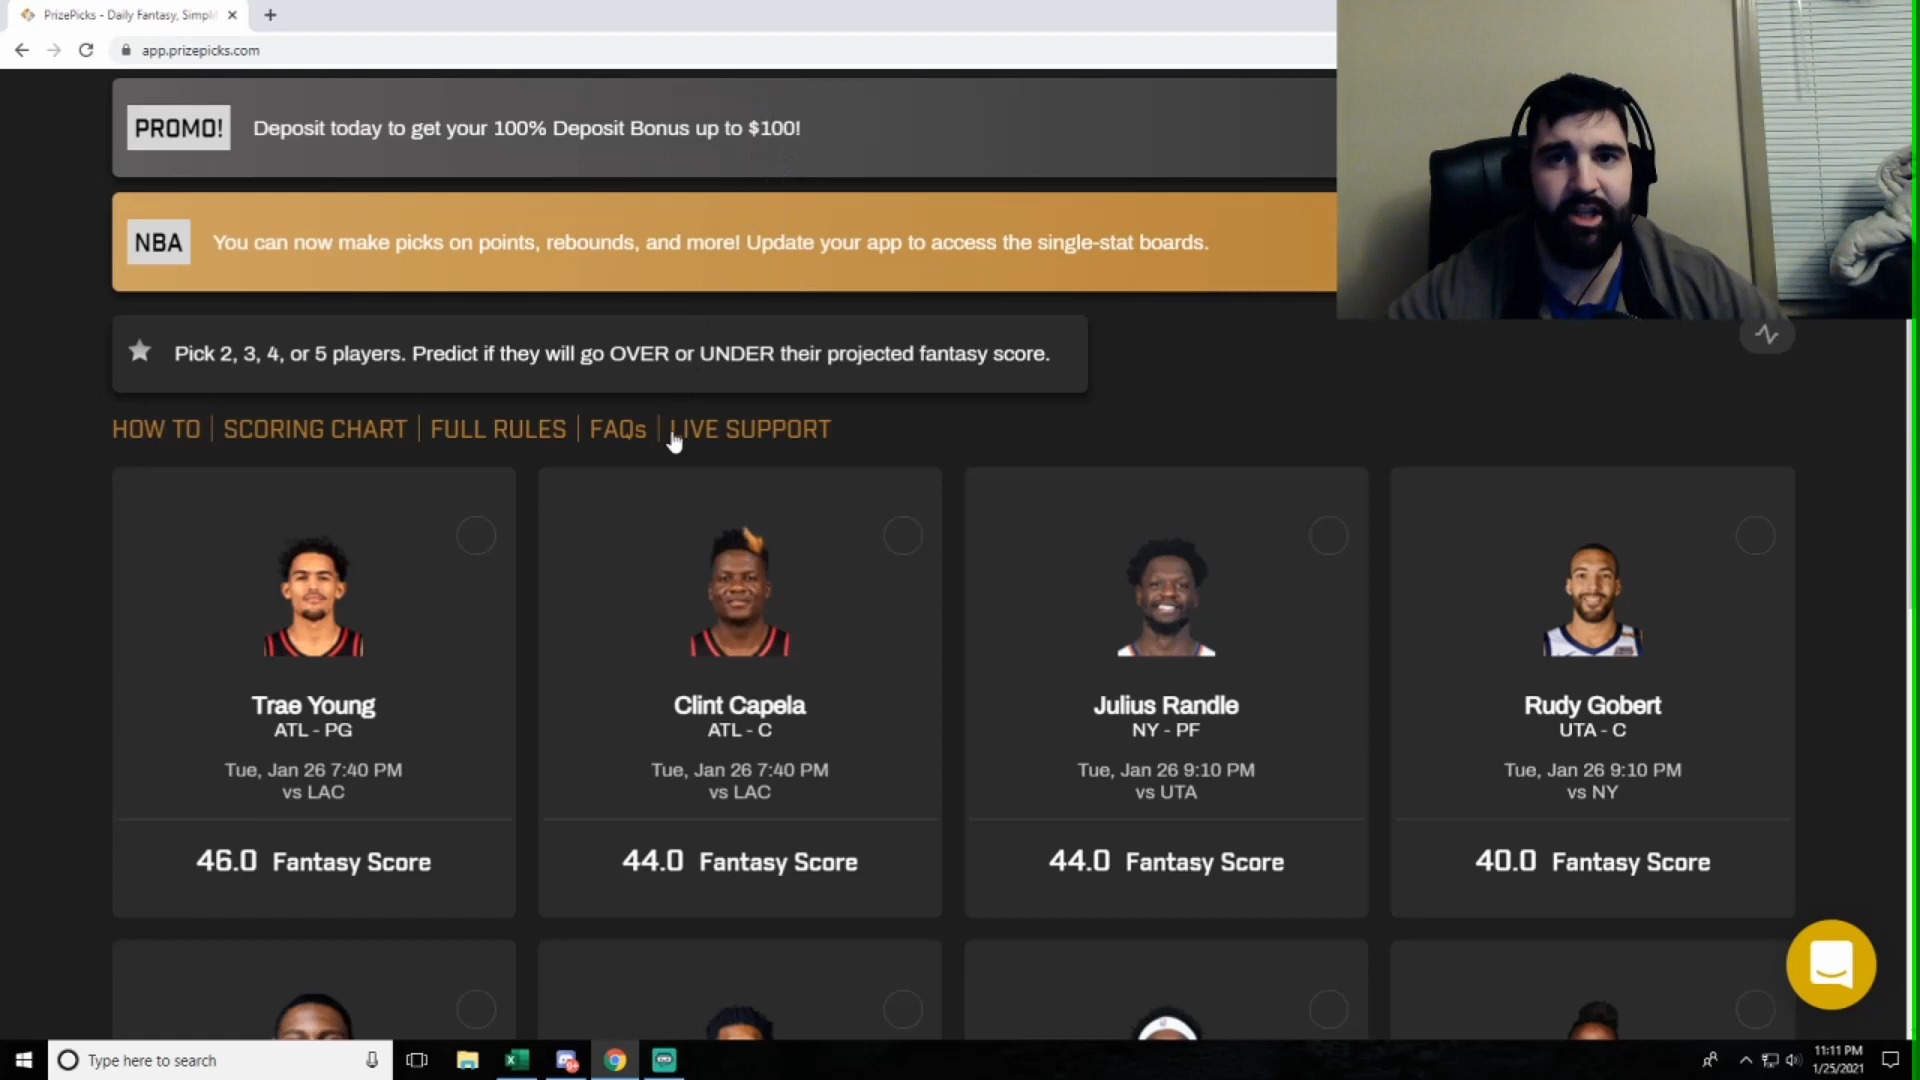 PrizePicks - Daily Fantasy, Simpli
app.prizepicks.com
PROMO! Deposit today to get your 100% Deposit Bonus up to $100!
NBA You can now make picks on points, rebounds, and more! Update your app to access the single-stat boards.
Pick 2, 3, 4, or 5 players. Predict if they will go OVER or UNDER their projected fantasy score.
HOW TO | SCORING CHART | FULL RULES | FAQs | LIVE SUPPORT
Trae Young
ATL - PG
Tue, Jan 26 7:40 PM
vs LAC
46.0 Fantasy Score
Clint Capela
ATL - C
Tue, Jan 26 7:40 PM
vs LAC
44.0 Fantasy Score
Julius Randle
NY - PF
Tue, Jan 26 9:10 PM
vs UTA
44.0 Fantasy Score
Rudy Gobert
UTA - C
Tue, Jan 26 9:10 PM
vs NY
40.0 Fantasy Score
Type here to search
11:11 PM
1/25/2021